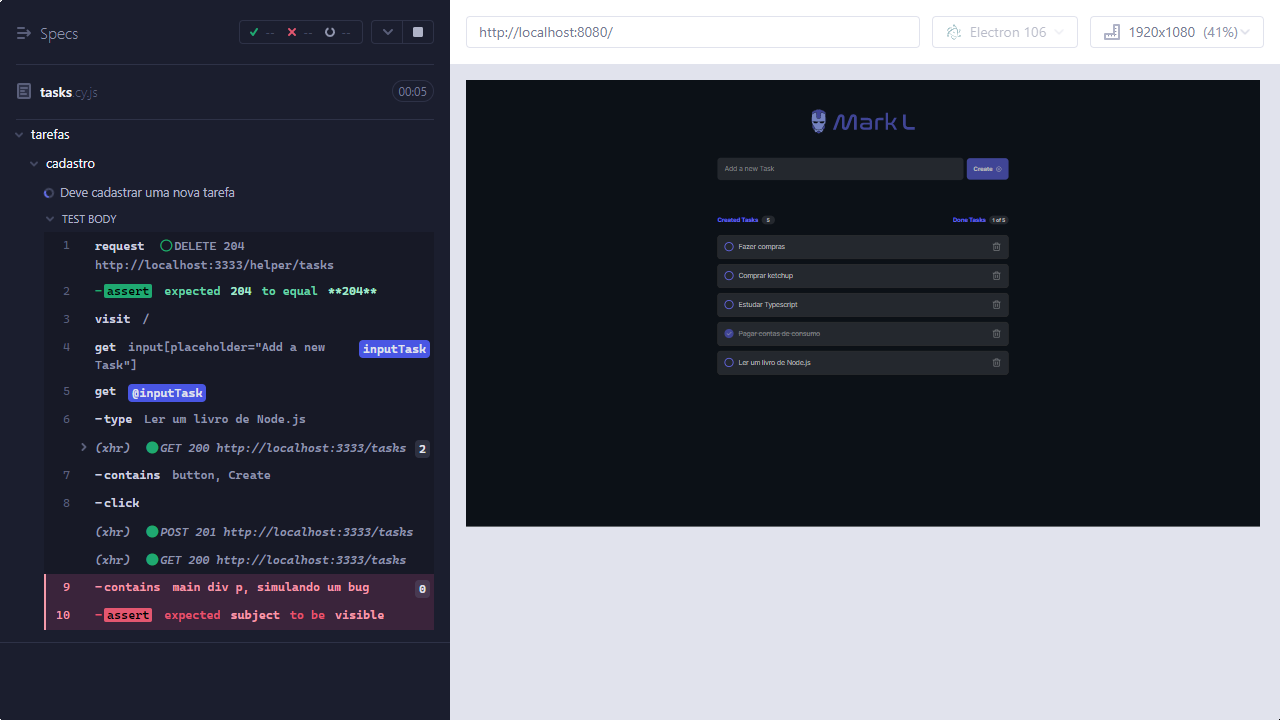 Specs
-- -- --
tasks.cy.js
00:05
tarefas
cadastro
Deve cadastrar uma nova tarefa
TEST BODY
1 request DELETE 204
http://localhost:3333/helper/tasks
2 -assert expected 204 to equal **204**
3 visit /
4 get input[placeholder="Add a new inputTask
Task"]
5 get @inputTask
6 -type Ler um livro de Node.js
(xhr) GET 200 http://localhost:3333/tasks 2
7 -contains button, Create
8 -click
(xhr) POST 201 http://localhost:3333/tasks
(xhr) GET 200 http://localhost:3333/tasks
9 -contains main div p, simulando um bug 0
10 -assert expected subject to be visible
http://localhost:8080/
Electron 106
1920x1080 (41%)
Mark L
Add a new Task
Create
Created Tasks 5
Done Tasks 1 of 5
Fazer compras
Comprar ketchup
Estudar Typescript
Pagar contas de consumo
Ler um livro de Node.js